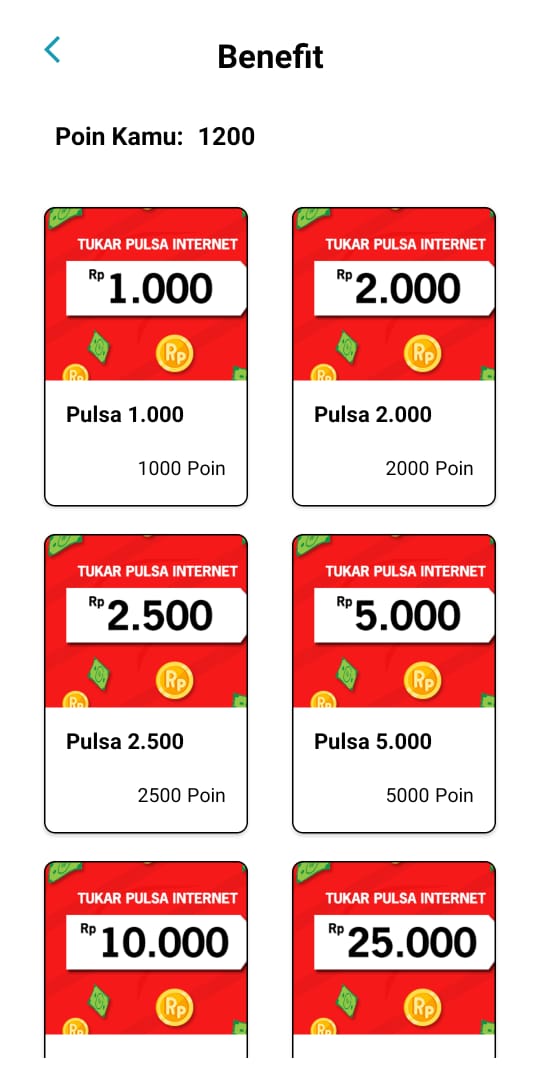 Benefit
Poin Kamu: 1200
TUKAR PULSA INTERNET
Rp 1.000
Rp
Rp
Pulsa 1.000
1000 Poin
TUKAR PULSA INTERNET
Rp 2.000
Rp
Rp
Pulsa 2.000
2000 Poin
TUKAR PULSA INTERNET
Rp 2.500
Rp
Rp
Pulsa 2.500
2500 Poin
TUKAR PULSA INTERNET
Rp 5.000
Rp
Rp
Pulsa 5.000
5000 Poin
TUKAR PULSA INTERNET
Rp 10.000
Rp
Rp
TUKAR PULSA INTERNET
Rp 25.000
Rp
Rp